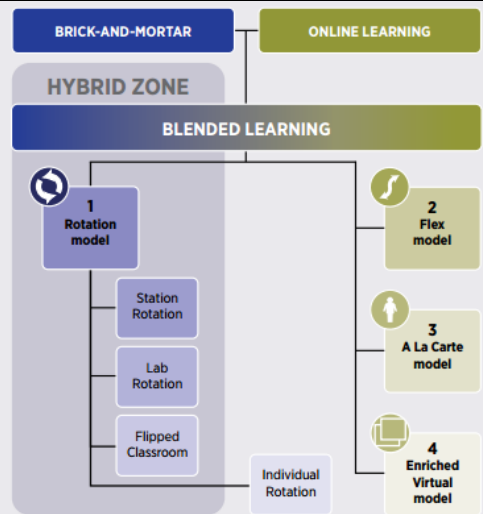 BRICK-AND-MORTAR
ONLINE LEARNING
HYBRID ZONE
BLENDED LEARNING
1
Rotation
model
Station
Rotation
Lab
Rotation
Flipped
Classroom
Individual
Rotation
2
Flex
model
3
A La Carte
model
4
Enriched
Virtual
model